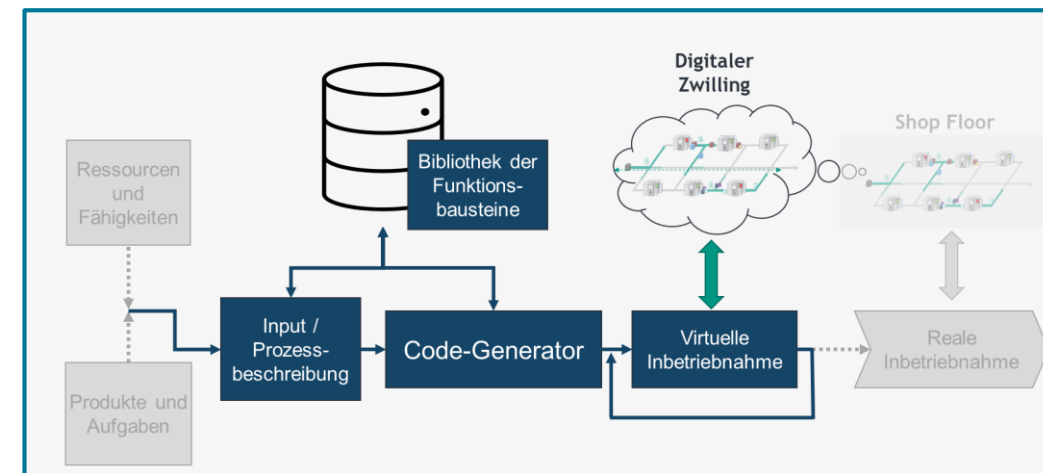 Digitaler
Zwilling
Shop Floor
Ressourcen
und
Fähigkeiten
Bibliothek der
Funktions-
bausteine
Input /
Prozess-
beschreibung
Code-Generator
Virtuelle
Inbetriebnahme
Reale
Inbetriebnahme
Produkte und
Aufgaben